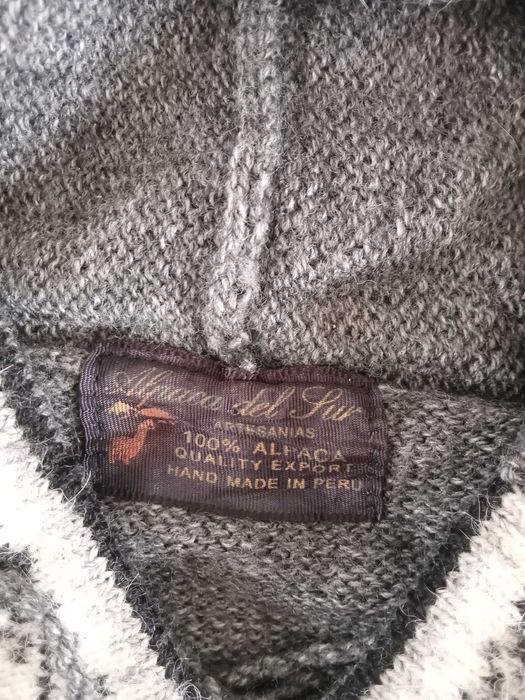 Alpaca del Sur
ARTESANIAS
100% ALPACA
QUALITY EXPORT
HAND MADE IN PERU